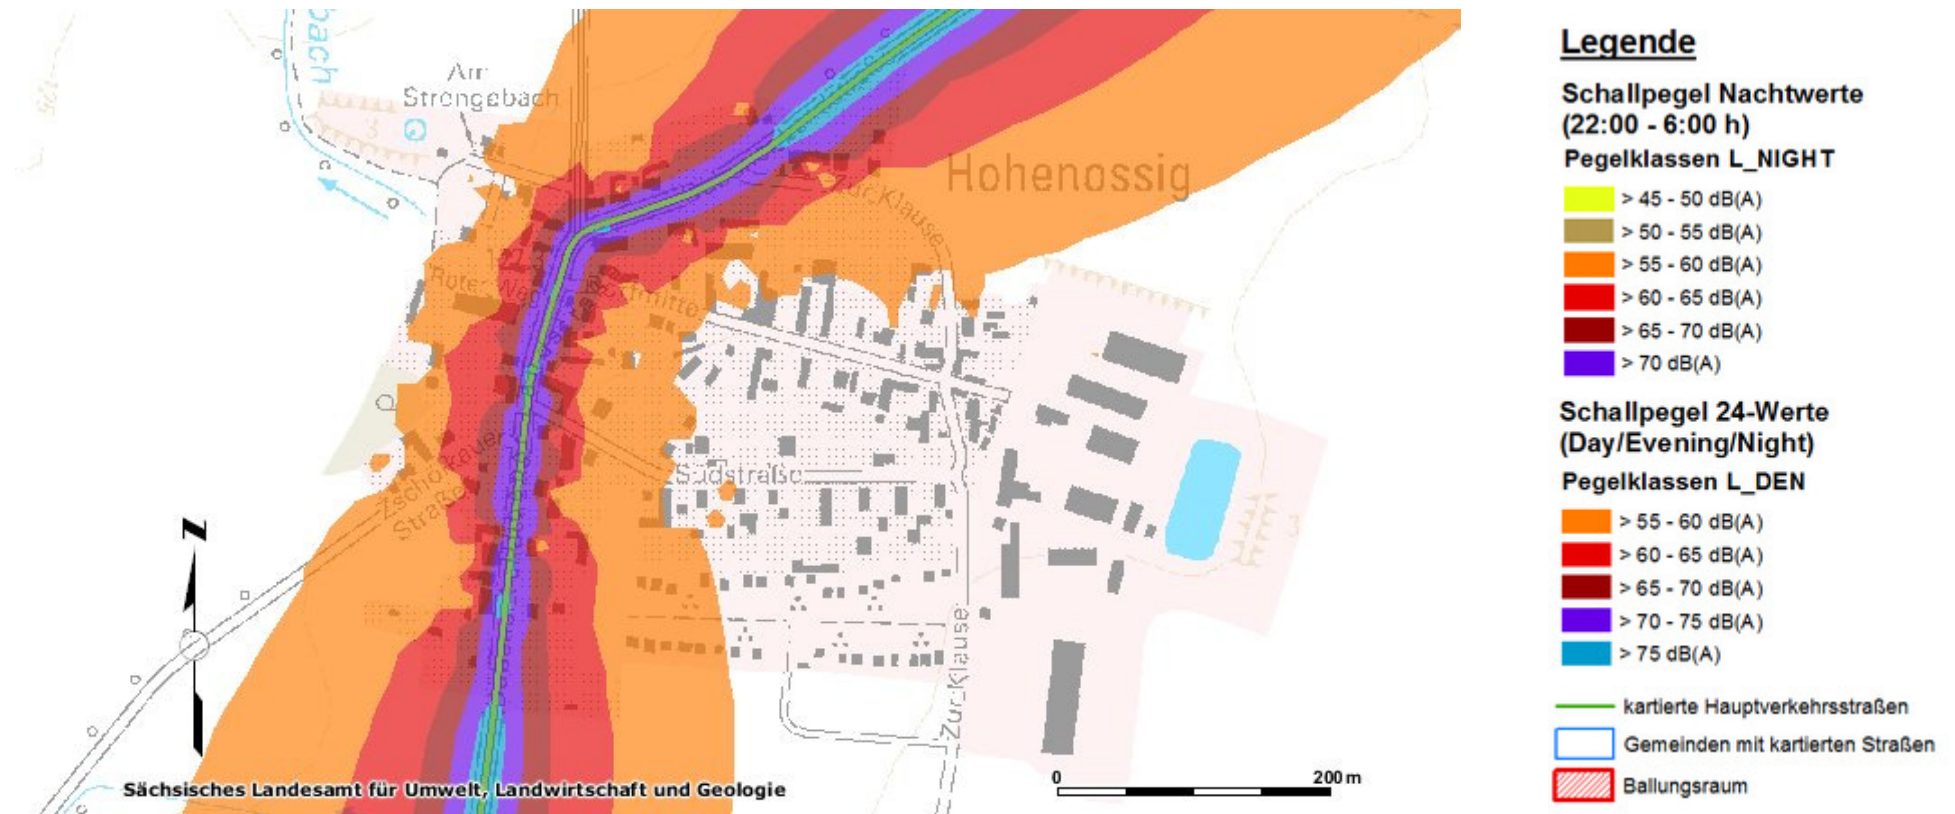 bach
Am
Strengebach
Hohenossig
Zur Klause
Roter Weg
Dorfmitte
Zschölkauer
Straße
Südstraße
Zur Klause
Sächsisches Landesamt für Umwelt, Landwirtschaft und Geologie
0
200 m
Legende
Schallpegel Nachtwerte
(22:00 - 6:00 h)
Pegelklassen L_NIGHT
> 45 - 50 dB(A)
> 50 - 55 dB(A)
> 55 - 60 dB(A)
> 60 - 65 dB(A)
> 65 - 70 dB(A)
> 70 dB(A)
Schallpegel 24-Werte
(Day/Evening/Night)
Pegelklassen L_DEN
> 55 - 60 dB(A)
> 60 - 65 dB(A)
> 65 - 70 dB(A)
> 70 - 75 dB(A)
> 75 dB(A)
kartierte Hauptverkehrsstraßen
Gemeinden mit kartierten Straßen
Ballungsraum